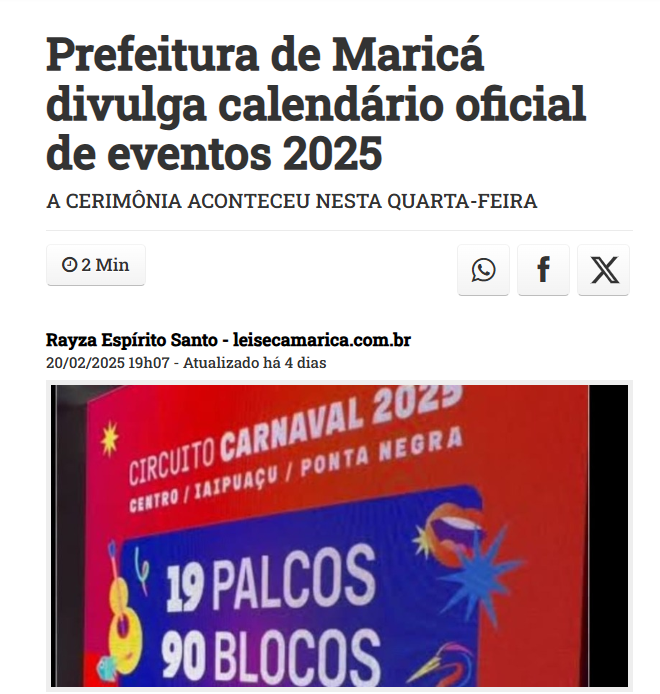 Prefeitura de Maricá
divulga calendário oficial
de eventos 2025
A CERIMÔNIA ACONTECEU NESTA QUARTA-FEIRA
2 Min
Rayza Espírito Santo - leisecamarica.com.br
20/02/2025 19h07 - Atualizado há 4 dias
CIRCUITO CARNAVAL 2025
CENTRO / IAIPUAÇU / PONTA NEGRA
19 PALCOS
90 BLOCOS